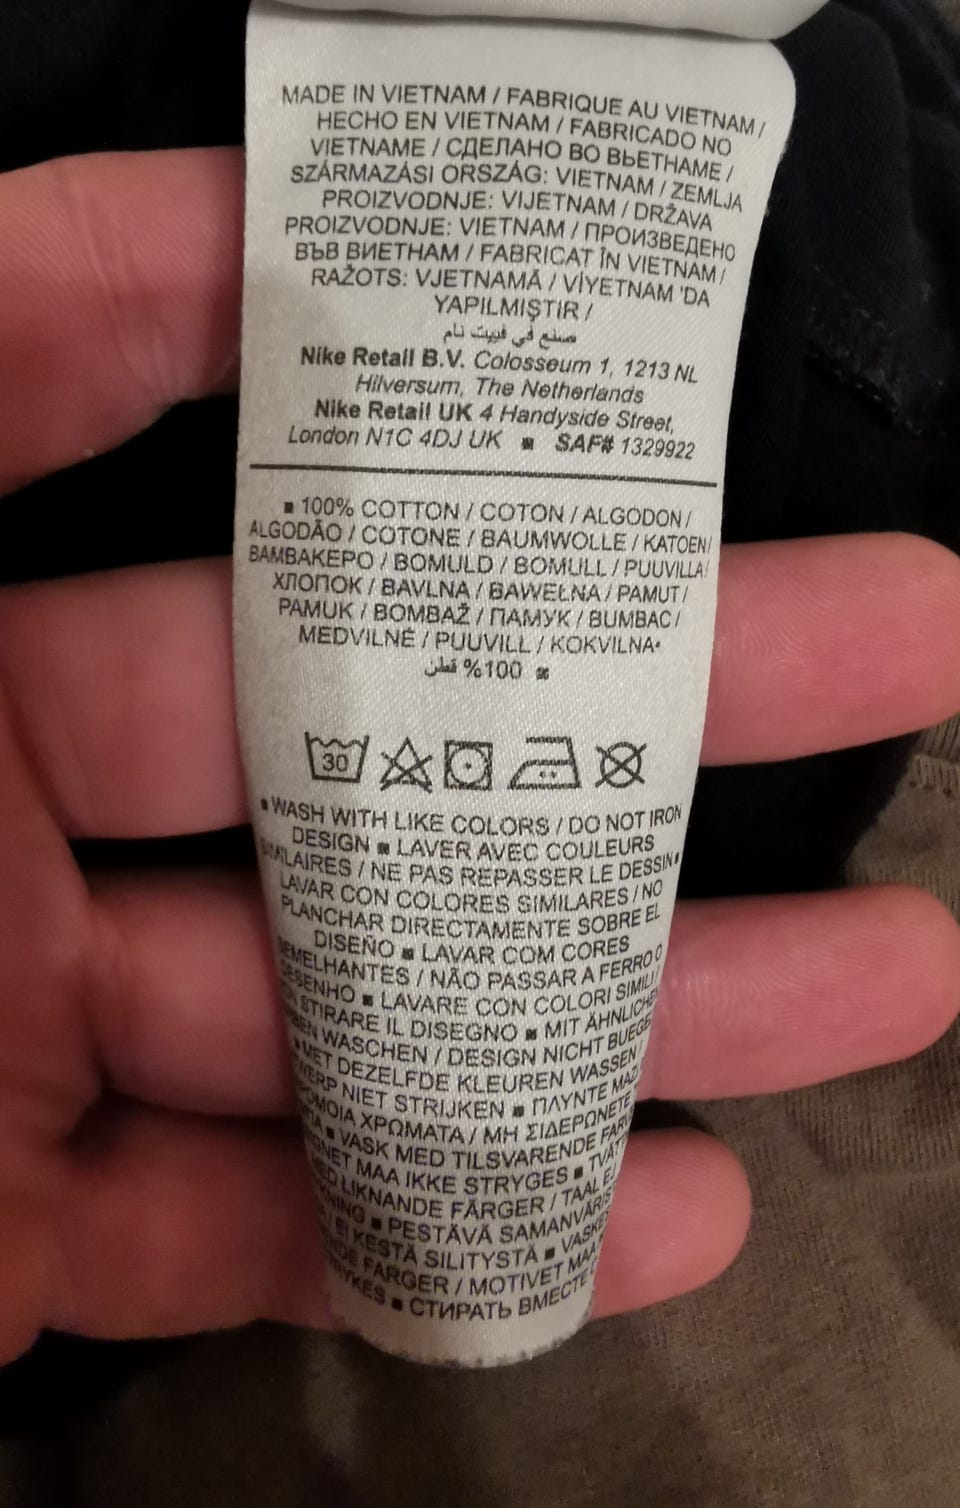 MADE IN VIETNAM / FABRIQUE AU VIETNAM /
HECHO EN VIETNAM / FABRICADO NO
VIETNAME / СДЕЛАНО ВО ВЬЕТНАМЕ /
SZÁRMAZÁSI ORSZÁG: VIETNAM / ZEMLJA
PROIZVODNJE: VIJETNAM / DRŽAVA
PROIZVODNJE: VIETNAM / ПРОИЗВЕДЕНО
ВЪВ ВИЕТНАМ / FABRICAT ÎN VIETNAM /
RAŽOTS: VJETNAMĀ / VİYETNAM 'DA
YAPILMIŞTIR /
صنع في فييت نام
Nike Retail B.V. Colosseum 1, 1213 NL
Hilversum, The Netherlands
Nike Retail UK 4 Handyside Street,
London N1C 4DJ UK ▪ SAF# 1329922
▪ 100% COTTON / COTON / ALGODON /
ALGODÃO / COTONE / BAUMWOLLE / KATOEN/
ΒΑΜΒΑΚΕΡΟ / BOMULD / BOMULL / PUUVILLA/
ХЛОПОК / BAVLNA / BAWEŁNA / PAMUT /
PAMUK / BOMBAŽ / ПАМУК / BUMBAC /
MEDVILNĖ / PUUVILL / KOKVILNA▪
100% قطن ▪
30
▪ WASH WITH LIKE COLORS / DO NOT IRON
DESIGN ▪ LAVER AVEC COULEURS
SIMILAIRES / NE PAS REPASSER LE DESSIN▪
LAVAR CON COLORES SIMILARES / NO
PLANCHAR DIRECTAMENTE SOBRE EL
DISEÑO ▪ LAVAR COM CORES
SEMELHANTES / NÃO PASSAR A FERRO O
DESENHO ▪ LAVARE CON COLORI SIMILI /
STIRARE IL DISEGNO ▪ MIT ÄHNLICHEN
WASCHEN / DESIGN NICHT
▪ MET DEZELFDE KLEUREN WASSEN /
NIET STRIJKEN ▪ ΠΛΥΝΤΕ
ΧΡΩΜΑΤΑ / ΜΗ ΣΙΔΕΡΩΝΕΤΕ
▪ VASK MED TILSVARENDE
MAA IKKE STRYGES ▪
LIKNANDE FÄRGER / TAAL EJ
▪ PESTÄVÄ
/ EI KESTÄ SILITYSTÄ ▪
FARGER / MOTIVET MAA
▪ СТИРАТЬ ВМЕСТЕ